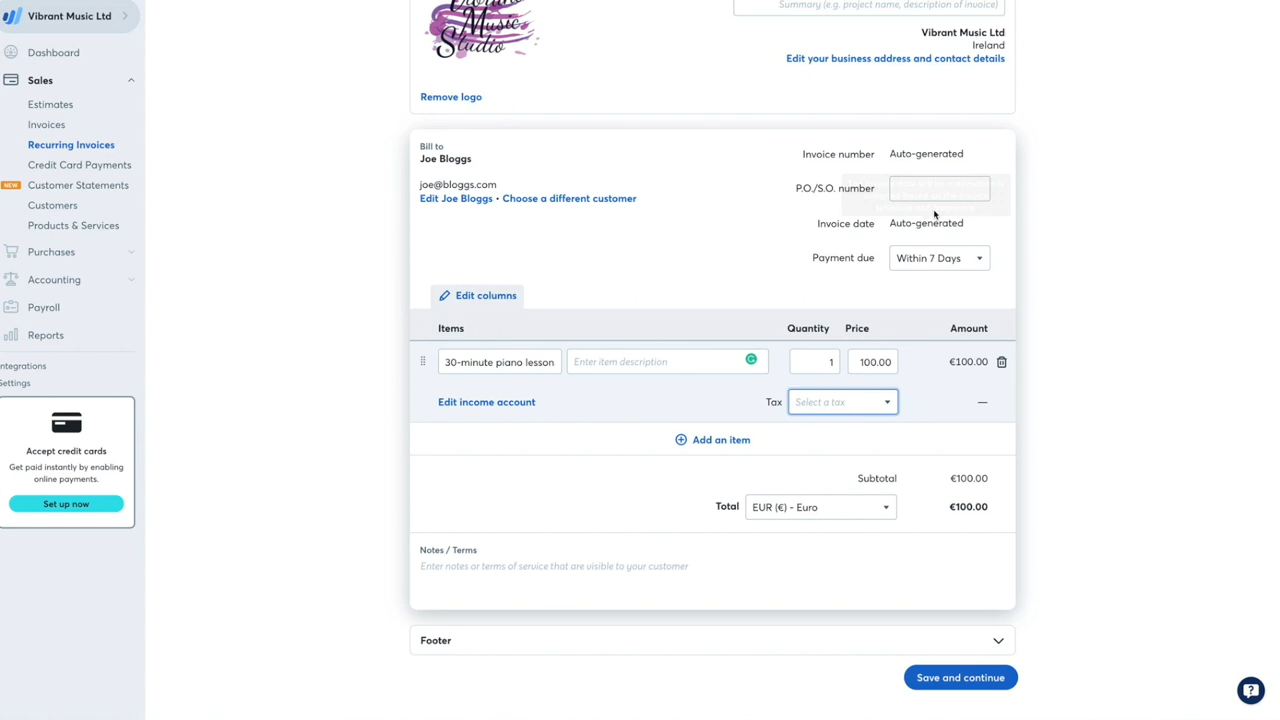 Vibrant Music Ltd
Dashboard
Sales
Estimates
Invoices
Recurring Invoices
Credit Card Payments
NEW
Customer Statements
Customers
Products & Services
Purchases
Accounting
Payroll
Reports
ntegrations
Settings
Accept credit cards
Get paid instantly by enabling
online payments.
Set up now
Music
Studio
Remove logo
Summary (e.g. project name, description of invoice)
Vibrant Music Ltd
Ireland
Edit your business address and contact details
Bill to
Joe Bloggs
joe@bloggs.com
Edit Joe Bloggs • Choose a different customer
Invoice number Auto-generated
P.O./S.O. number
Invoice date Auto-generated
Payment due Within 7 Days
Edit columns
Items Quantity Price Amount
30-minute piano lesson Enter item description 1 100.00 €100.00
Edit income account Tax Select a tax —
Add an item
Subtotal €100.00
Total EUR (€) - Euro €100.00
Notes / Terms
Enter notes or terms of service that are visible to your customer
Footer
Save and continue